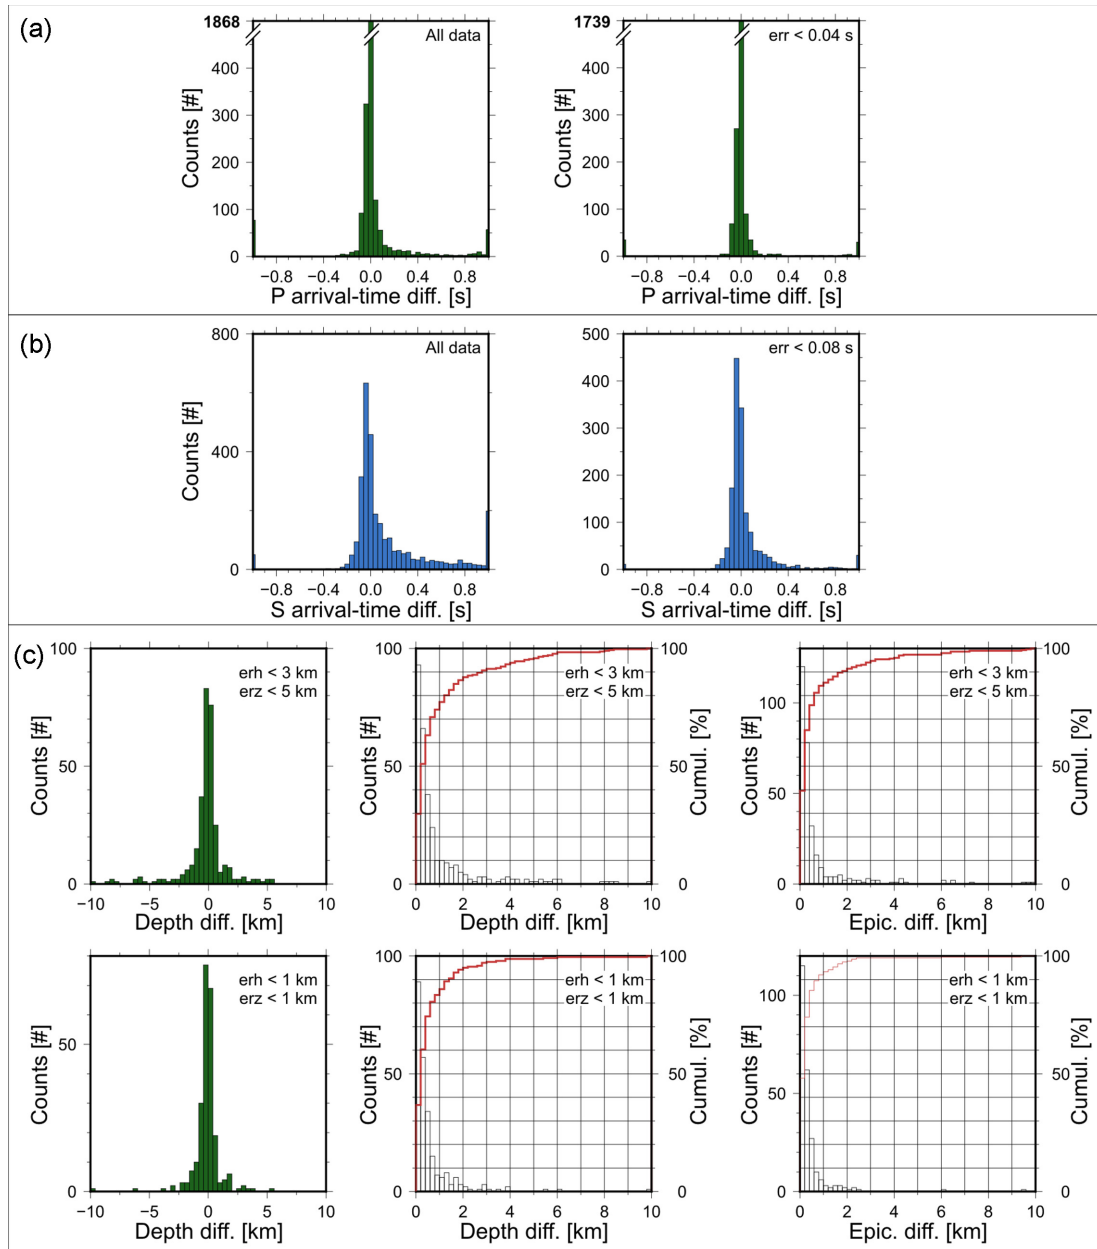 (a)
1868
All data
400
300
200
100
0
Counts [#]
−0.8 −0.4 0.0 0.4 0.8
P arrival-time diff. [s]
1739
err < 0.04 s
400
300
200
100
0
Counts [#]
−0.8 −0.4 0.0 0.4 0.8
P arrival-time diff. [s]
(b)
800
All data
400
0
Counts [#]
−0.8 −0.4 0.0 0.4 0.8
S arrival-time diff. [s]
500
err < 0.08 s
400
300
200
100
0
Counts [#]
−0.8 −0.4 0.0 0.4 0.8
S arrival-time diff. [s]
(c)
100
erh < 3 km
erz < 5 km
50
0
Counts [#]
−10 −5 0 5 10
Depth diff. [km]
100
100
erh < 3 km
erz < 5 km
50
50
0
0
Counts [#]
Cumul. [%]
0 2 4 6 8 10
Depth diff. [km]
100
erh < 3 km
erz < 5 km
100
50
50
0
0
Counts [#]
Cumul. [%]
0 2 4 6 8 10
Epic. diff. [km]
erh < 1 km
erz < 1 km
50
0
Counts [#]
−10 −5 0 5 10
Depth diff. [km]
100
100
erh < 1 km
erz < 1 km
50
50
0
0
Counts [#]
Cumul. [%]
0 2 4 6 8 10
Depth diff. [km]
100
erh < 1 km
erz < 1 km
100
50
50
0
0
Counts [#]
Cumul. [%]
0 2 4 6 8 10
Epic. diff. [km]